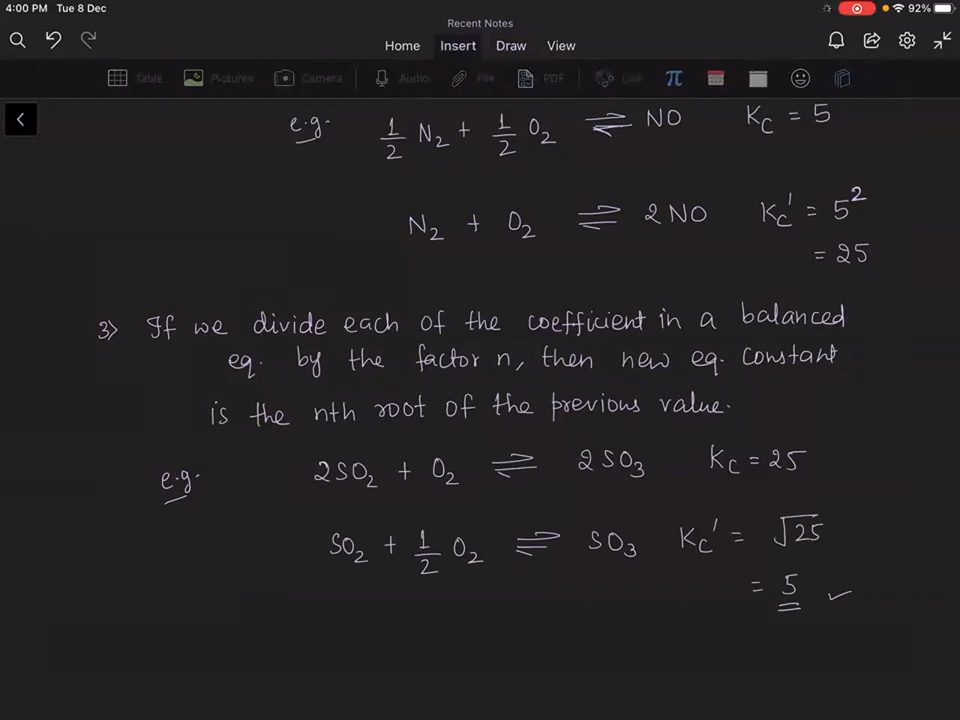 4:00 PM Tue 8 Dec
92%
Recent Notes
Home Insert Draw View
Table Pictures Camera Audio File PDF Link π
e.g. 1/2 N₂ + 1/2 O₂ ⇌ NO Kc = 5
N₂ + O₂ ⇌ 2NO Kc' = 5²
= 25
3) If we divide each of the coefficient in a balanced
eq. by the factor n, then new eq. constant
is the nth root of the previous value.
e.g. 2SO₂ + O₂ ⇌ 2SO₃ Kc = 25
SO₂ + 1/2 O₂ ⇌ SO₃ Kc' = √25
= 5 ✓